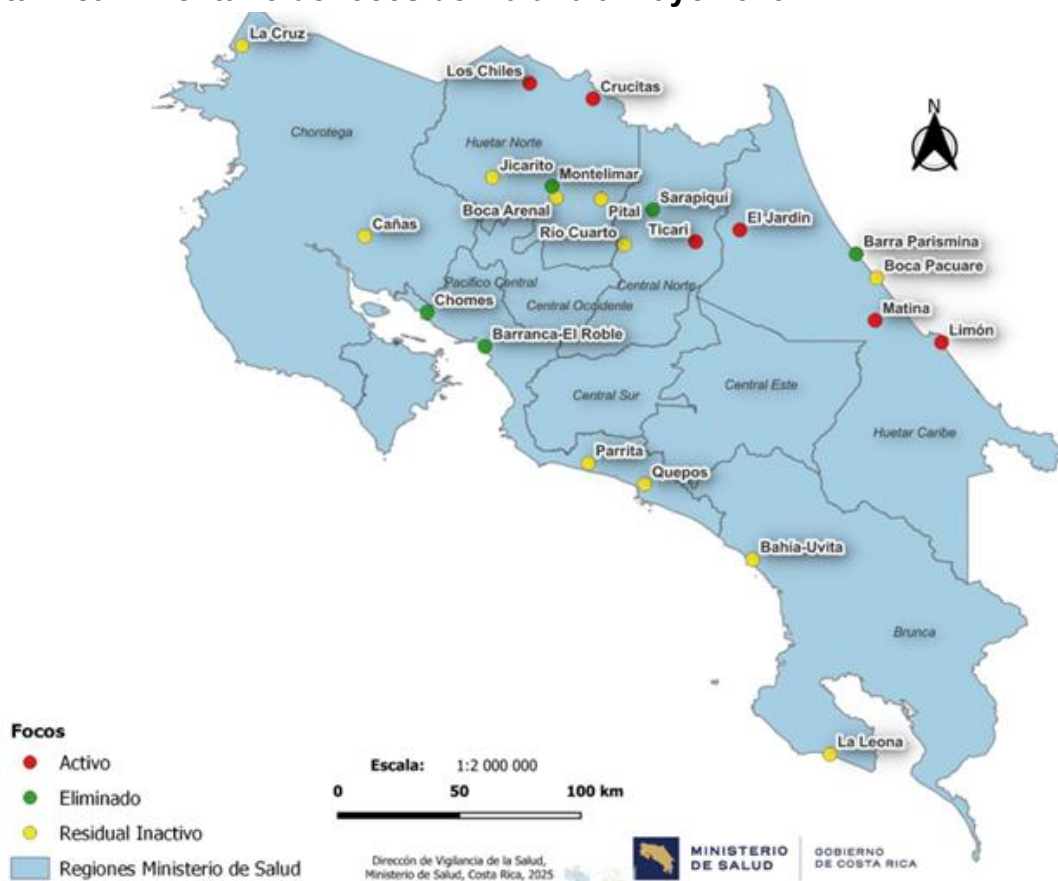 La Cruz
Los Chiles
Crucitas
N
Chorotega
Huetar Norte
Jicarito
Montelimar
Boca Arenal
Pital
Sarapiquí
Cañas
Río Cuarto
Ticari
El Jardín
Barra Parismina
Boca Pacuare
Pacífico Central
Central Norte
Chomes
Central Occidente
Matina
Barranca-El Roble
Limón
Central Sur
Central Este
Huetar Caribe
Parrita
Quepos
Bahía-Uvita
Brunca
La Leona
Focos
Activo
Eliminado
Residual Inactivo
Regiones Ministerio de Salud
Escala: 1:2 000 000
0 50 100 km
Direccón de Vigilancia de la Salud,
Ministerio de Salud, Costa Rica, 2025
MINISTERIO
DE SALUD
GOBIERNO
DE COSTA RICA